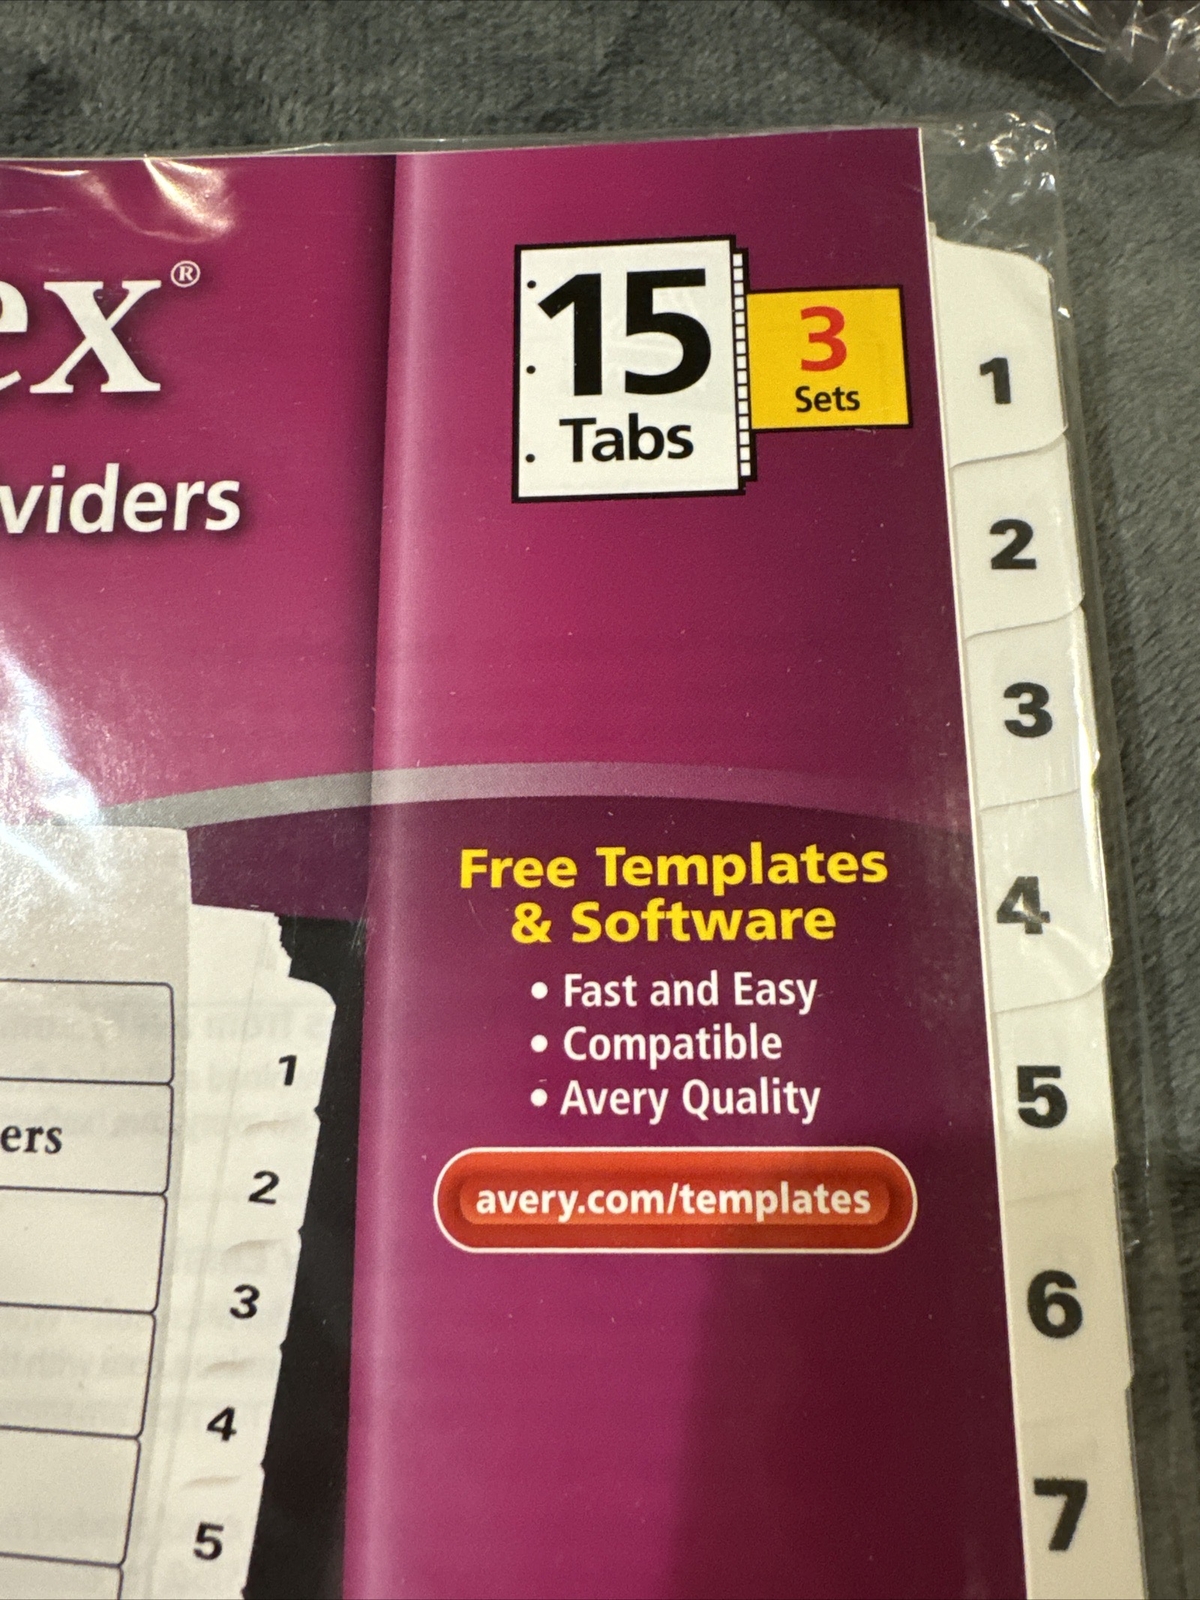 ex®
viders
15
Tabs
3
Sets
Free Templates
& Software
• Fast and Easy
• Compatible
• Avery Quality
avery.com/templates
ers
1
2
3
4
5
1
2
3
4
5
6
7